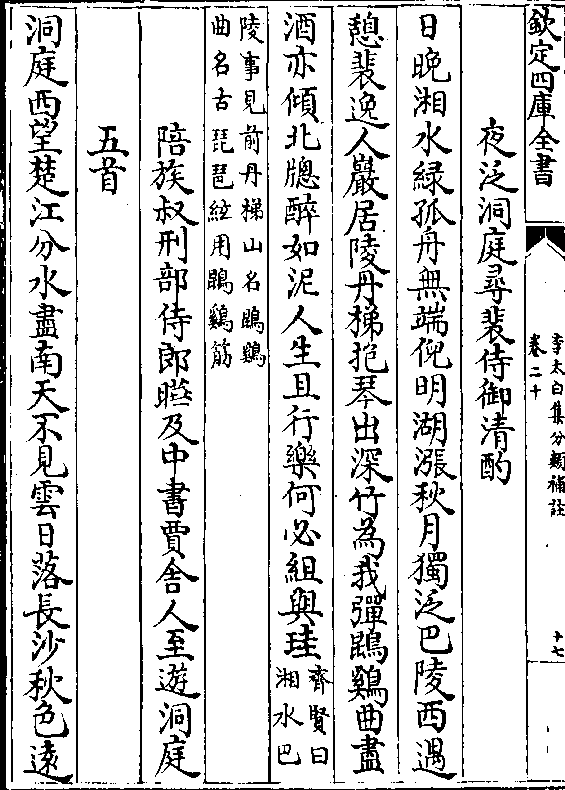 欽定四庫全書
李太白集分類補註
卷二十
十七
夜泛洞庭尋裴侍御清酌
日晚湘水緑孤舟無端倪明湖漲秋月獨泛巴陵西遇
憩裴逸人巖居陵丹梯抱琴出深竹為我彈鵾鷄曲盡
酒亦傾北牕醉如泥人生且行樂何必組與珪
齊賢曰
湘水巴
陵事見前丹梯山名鵾鷄
曲名古琵琶絃用鵾鷄筋
陪族叔刑部侍郎曄及中書賈舍人至遊洞庭
五首
洞庭西望楚江分水盡南天不見雲日落長沙秋色遠